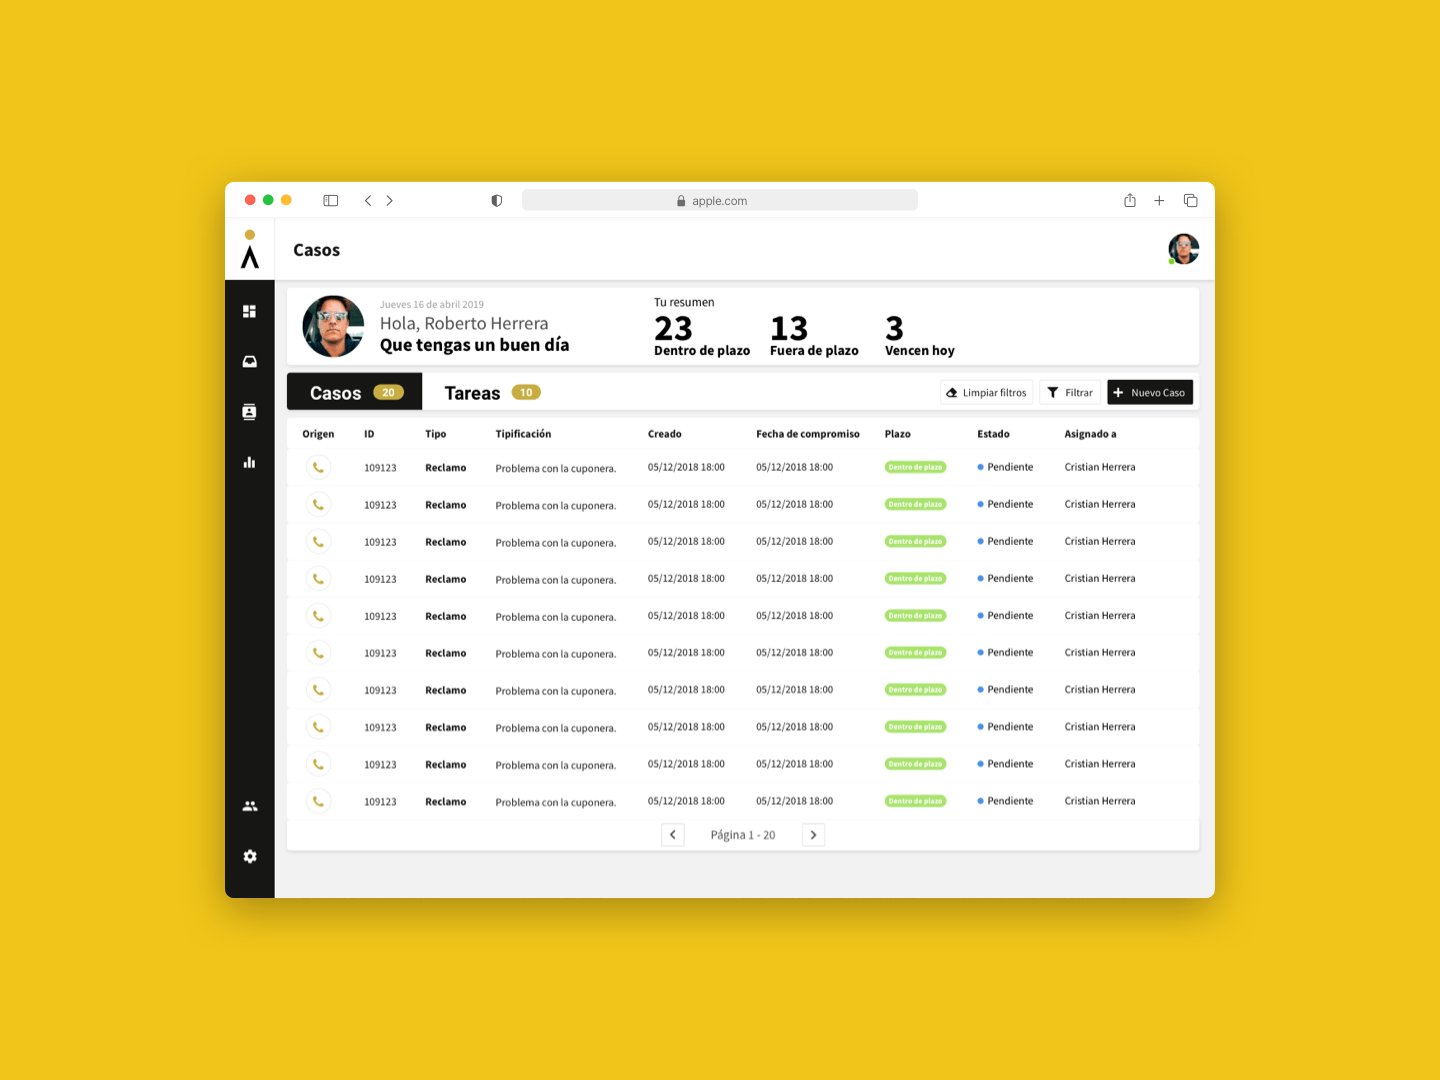 apple.com
Casos
Jueves 16 de abril 2019
Hola, Roberto Herrera
Que tengas un buen día
Tu resumen
23 13 3
Dentro de plazo Fuera de plazo Vencen hoy
Casos 20 Tareas 10 Limpiar filtros Filtrar Nuevo Caso
Origen ID Tipo Tipificación Creado Fecha de compromiso Plazo Estado Asignado a
109123 Reclamo Problema con la cuponera. 05/12/2018 18:00 05/12/2018 18:00 Dentro de plazo Pendiente Cristian Herrera
109123 Reclamo Problema con la cuponera. 05/12/2018 18:00 05/12/2018 18:00 Dentro de plazo Pendiente Cristian Herrera
109123 Reclamo Problema con la cuponera. 05/12/2018 18:00 05/12/2018 18:00 Dentro de plazo Pendiente Cristian Herrera
109123 Reclamo Problema con la cuponera. 05/12/2018 18:00 05/12/2018 18:00 Dentro de plazo Pendiente Cristian Herrera
109123 Reclamo Problema con la cuponera. 05/12/2018 18:00 05/12/2018 18:00 Dentro de plazo Pendiente Cristian Herrera
109123 Reclamo Problema con la cuponera. 05/12/2018 18:00 05/12/2018 18:00 Dentro de plazo Pendiente Cristian Herrera
109123 Reclamo Problema con la cuponera. 05/12/2018 18:00 05/12/2018 18:00 Dentro de plazo Pendiente Cristian Herrera
109123 Reclamo Problema con la cuponera. 05/12/2018 18:00 05/12/2018 18:00 Dentro de plazo Pendiente Cristian Herrera
109123 Reclamo Problema con la cuponera. 05/12/2018 18:00 05/12/2018 18:00 Dentro de plazo Pendiente Cristian Herrera
109123 Reclamo Problema con la cuponera. 05/12/2018 18:00 05/12/2018 18:00 Dentro de plazo Pendiente Cristian Herrera
Página 1 - 20